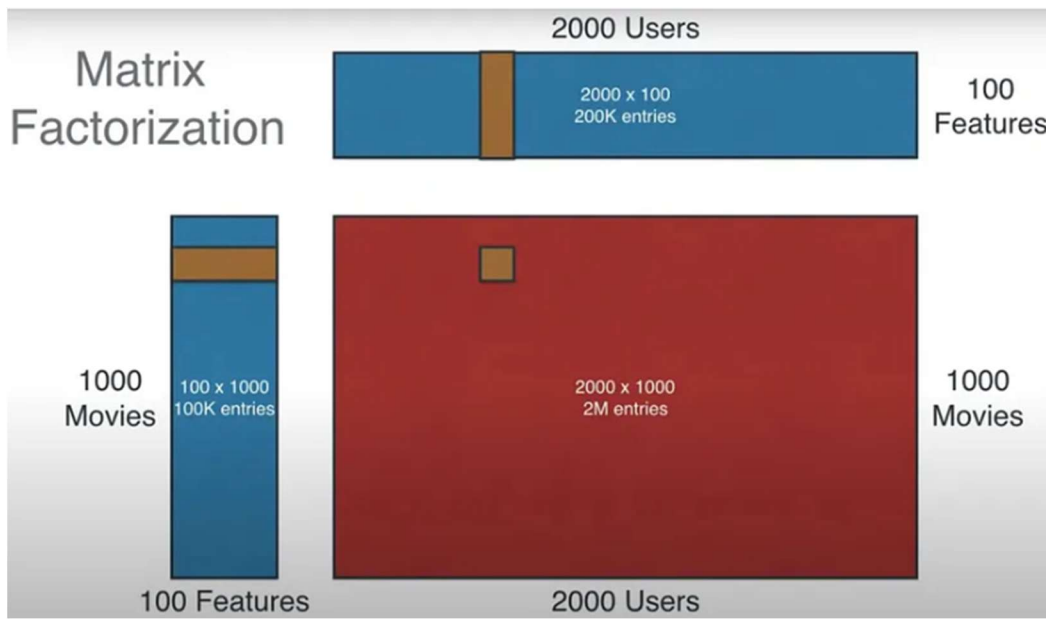 Matrix
Factorization
2000 Users
2000 x 100
200K entries
100
Features
1000
Movies
100 x 1000
100K entries
2000 x 1000
2M entries
1000
Movies
100 Features
2000 Users